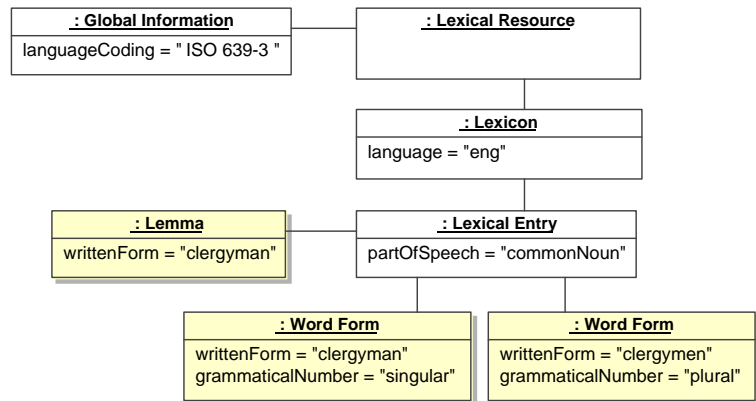 : Global Information
languageCoding = " ISO 639-3 "
: Lexical Resource
: Lexicon
language = "eng"
: Lemma
writtenForm = "clergyman"
: Lexical Entry
partOfSpeech = "commonNoun"
: Word Form
writtenForm = "clergyman"
grammaticalNumber = "singular"
: Word Form
writtenForm = "clergymen"
grammaticalNumber = "plural"